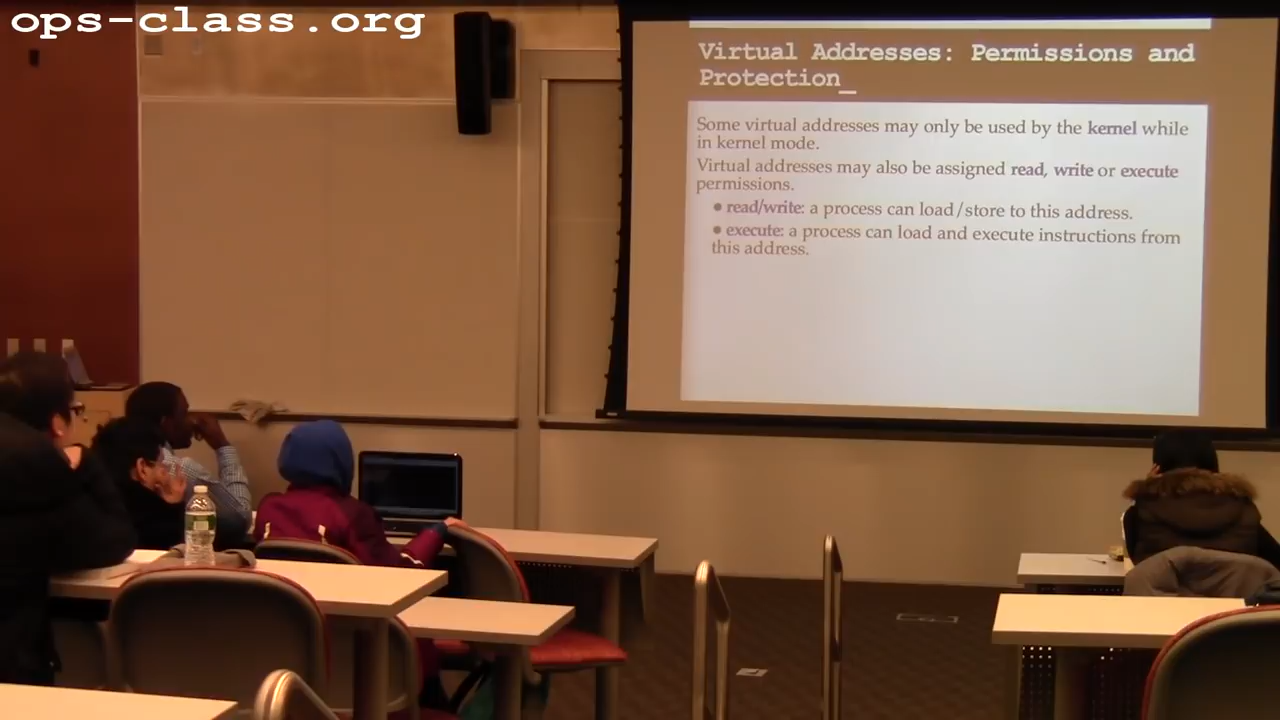 ops-class.org
Virtual Addresses: Permissions and
Protection_
Some virtual addresses may only be used by the kernel while
in kernel mode.
Virtual addresses may also be assigned read, write or execute
permissions.
• read/write: a process can load/store to this address.
• execute: a process can load and execute instructions from
this address.